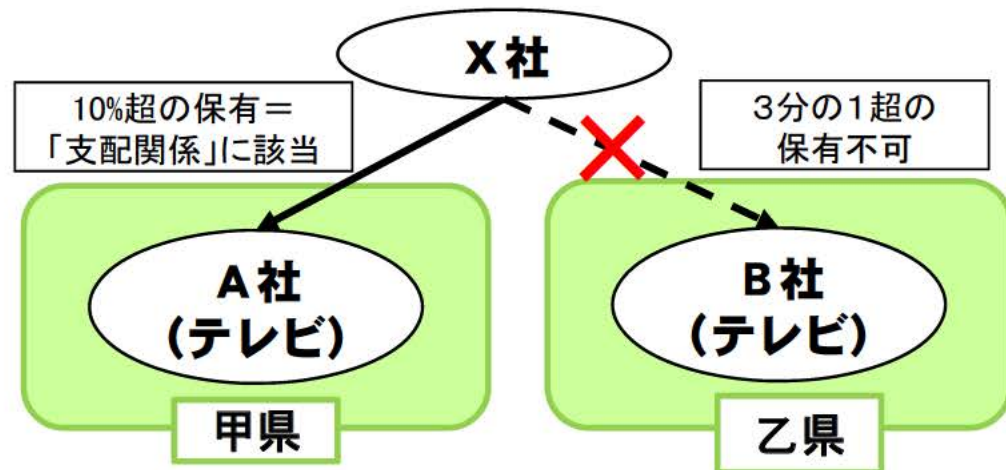 X社
10%超の保有＝
「支配関係」に該当
３分の１超の
保有不可
A社
(テレビ)
B社
(テレビ)
甲県
乙県